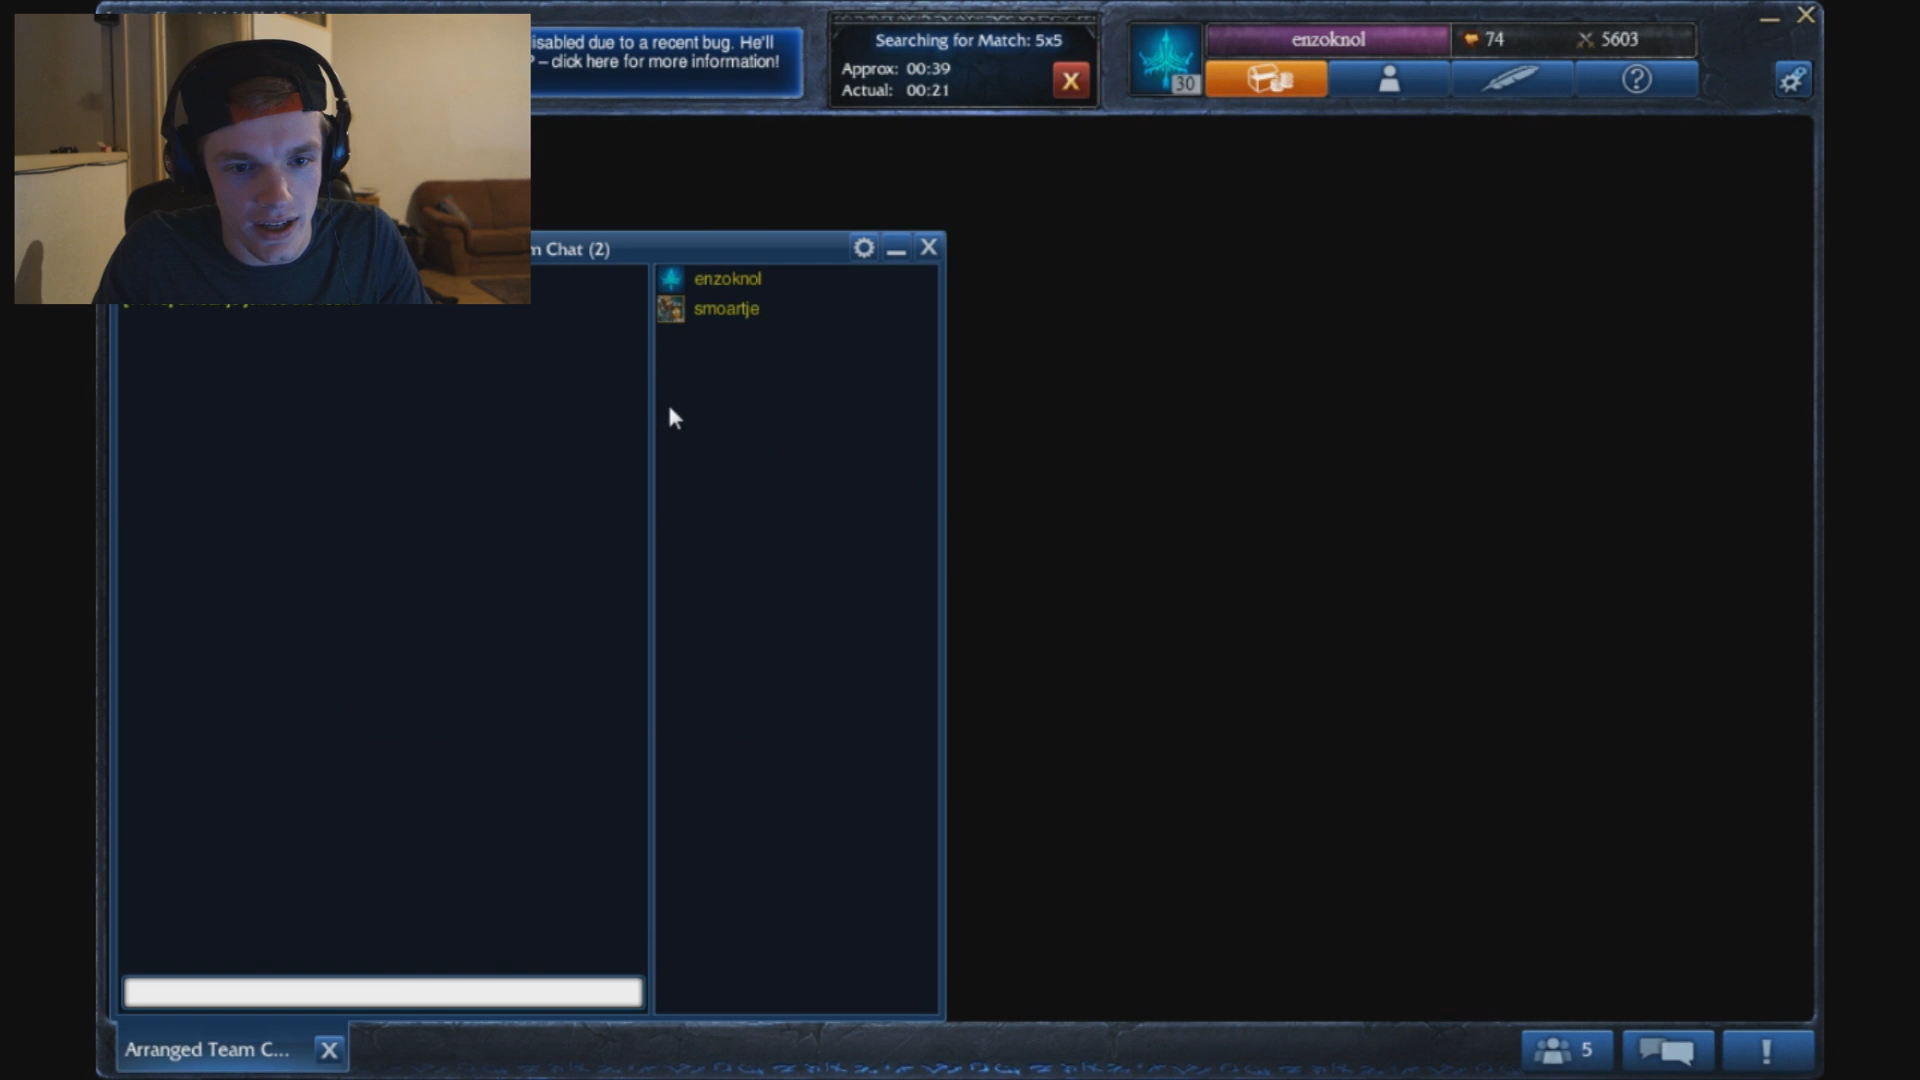 isabled due to a recent bug. He'll
– click here for more information!
Searching for Match: 5x5
Approx: 00:39
Actual: 00:21
30
enzoknol
74
5603
Chat (2)
enzoknol
smoartje
Arranged Team C...
5